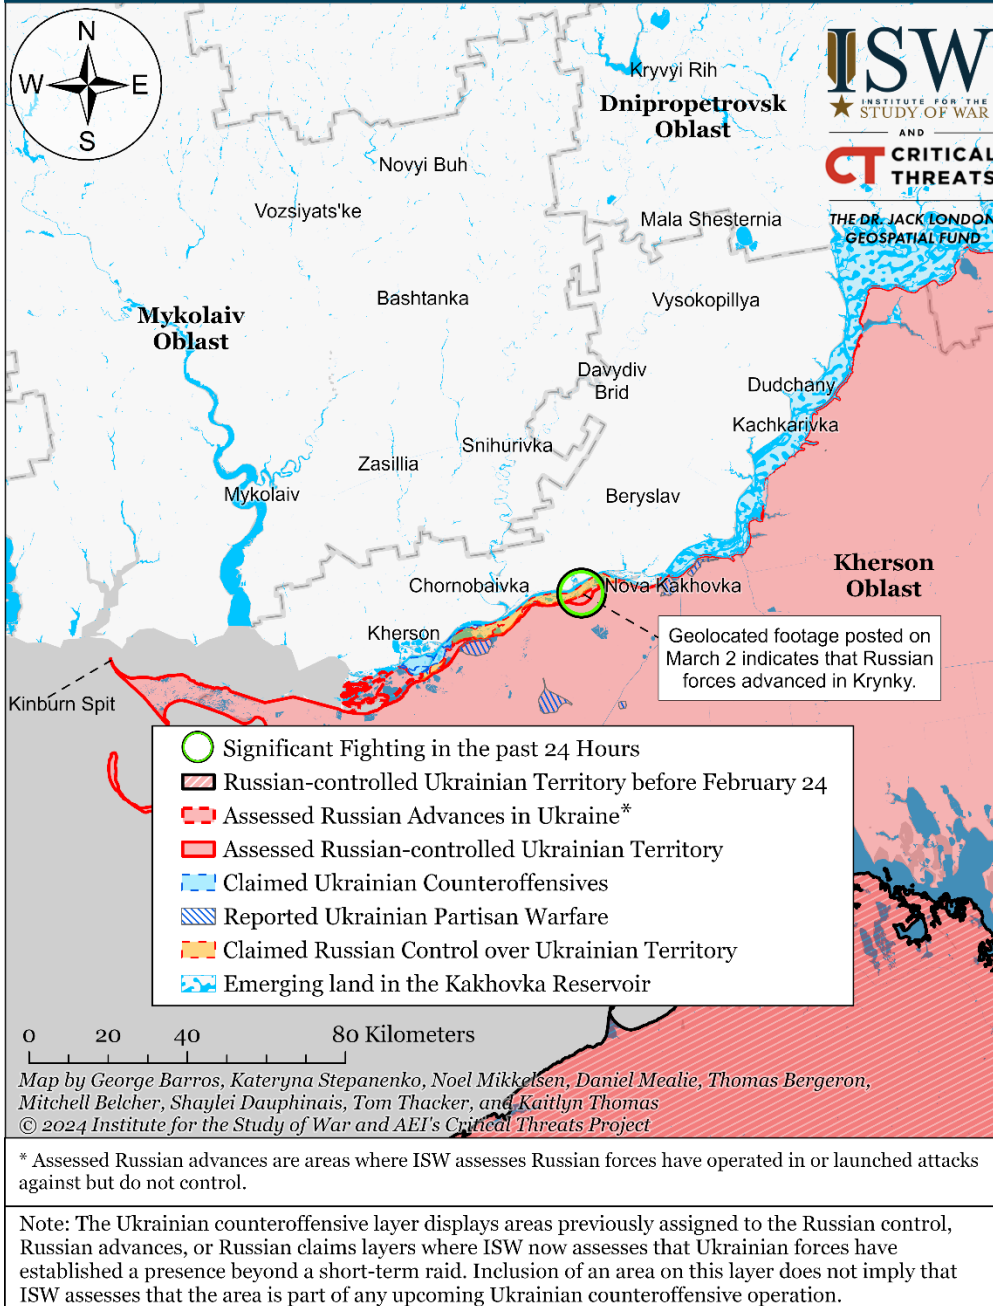 N
W
E
S
ISW
INSTITUTE FOR THE
STUDY OF WAR
AND
CT CRITICAL
THREATS
THE DR. JACK LONDON
GEOSPATIAL FUND
Kryvyi Rih
Dnipropetrovsk
Oblast
Novyi Buh
Vozsiyats'ke
Mala Shesternia
Bashtanka
Vysokopillya
Mykolaiv
Oblast
Davydiv
Brid
Dudchany
Kachkarivka
Snihurivka
Zasillia
Mykolaiv
Beryslav
Kherson
Oblast
Chornobaivka
Nova Kakhovka
Kherson
Geolocated footage posted on
March 2 indicates that Russian
forces advanced in Krynky.
Kinburn Spit
Significant Fighting in the past 24 Hours
Russian-controlled Ukrainian Territory before February 24
Assessed Russian Advances in Ukraine*
Assessed Russian-controlled Ukrainian Territory
Claimed Ukrainian Counteroffensives
Reported Ukrainian Partisan Warfare
Claimed Russian Control over Ukrainian Territory
Emerging land in the Kakhovka Reservoir
0 20 40 80 Kilometers
Map by George Barros, Kateryna Stepanenko, Noel Mikkelsen, Daniel Mealie, Thomas Bergeron,
Mitchell Belcher, Shaylei Dauphinais, Tom Thacker, and Kaitlyn Thomas
© 2024 Institute for the Study of War and AEI's Critical Threats Project
* Assessed Russian advances are areas where ISW assesses Russian forces have operated in or launched attacks
against but do not control.
Note: The Ukrainian counteroffensive layer displays areas previously assigned to the Russian control,
Russian advances, or Russian claims layers where ISW now assesses that Ukrainian forces have
established a presence beyond a short-term raid. Inclusion of an area on this layer does not imply that
ISW assesses that the area is part of any upcoming Ukrainian counteroffensive operation.